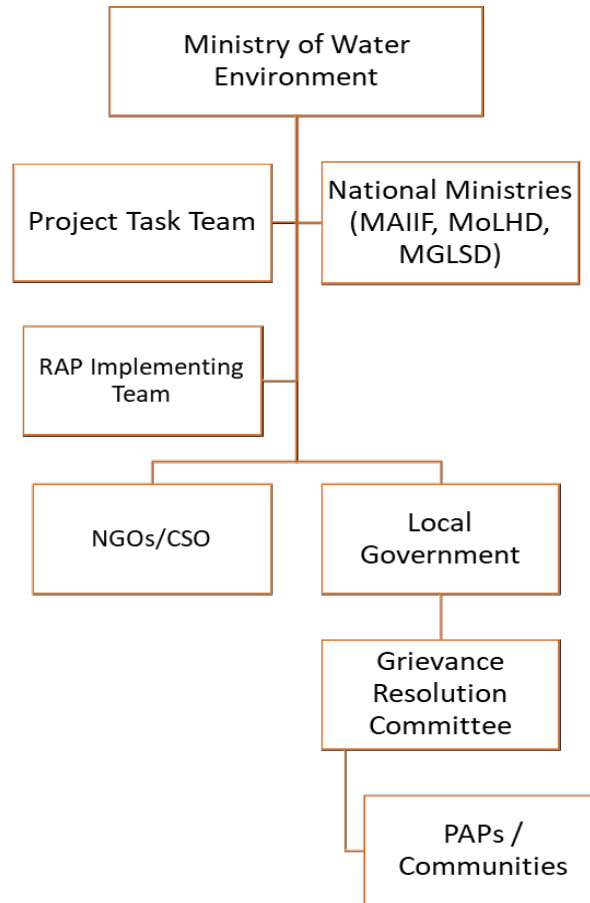 Ministry of Water
Environment
Project Task Team
National Ministries
(MAIIF, MoLHD,
MGLSD)
RAP Implementing
Team
NGOs/CSO
Local
Government
Grievance
Resolution
Committee
PAPs /
Communities